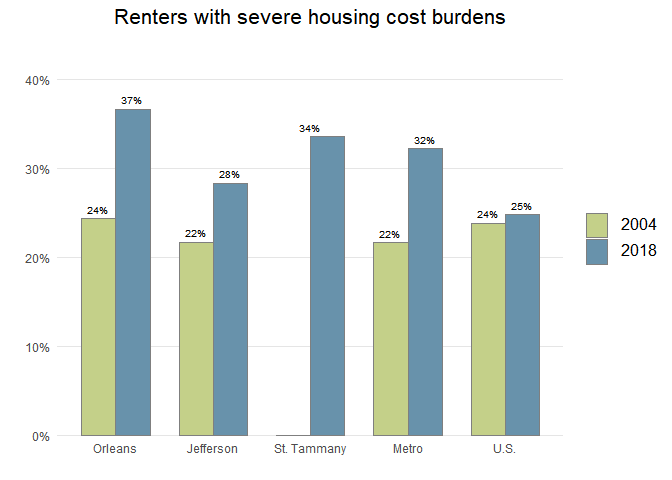 Renters with severe housing cost burdens
40%
30%
20%
10%
0%
24%
37%
22%
28%
34%
22%
32%
24%
25%
Orleans
Jefferson
St. Tammany
Metro
U.S.
2004
2018